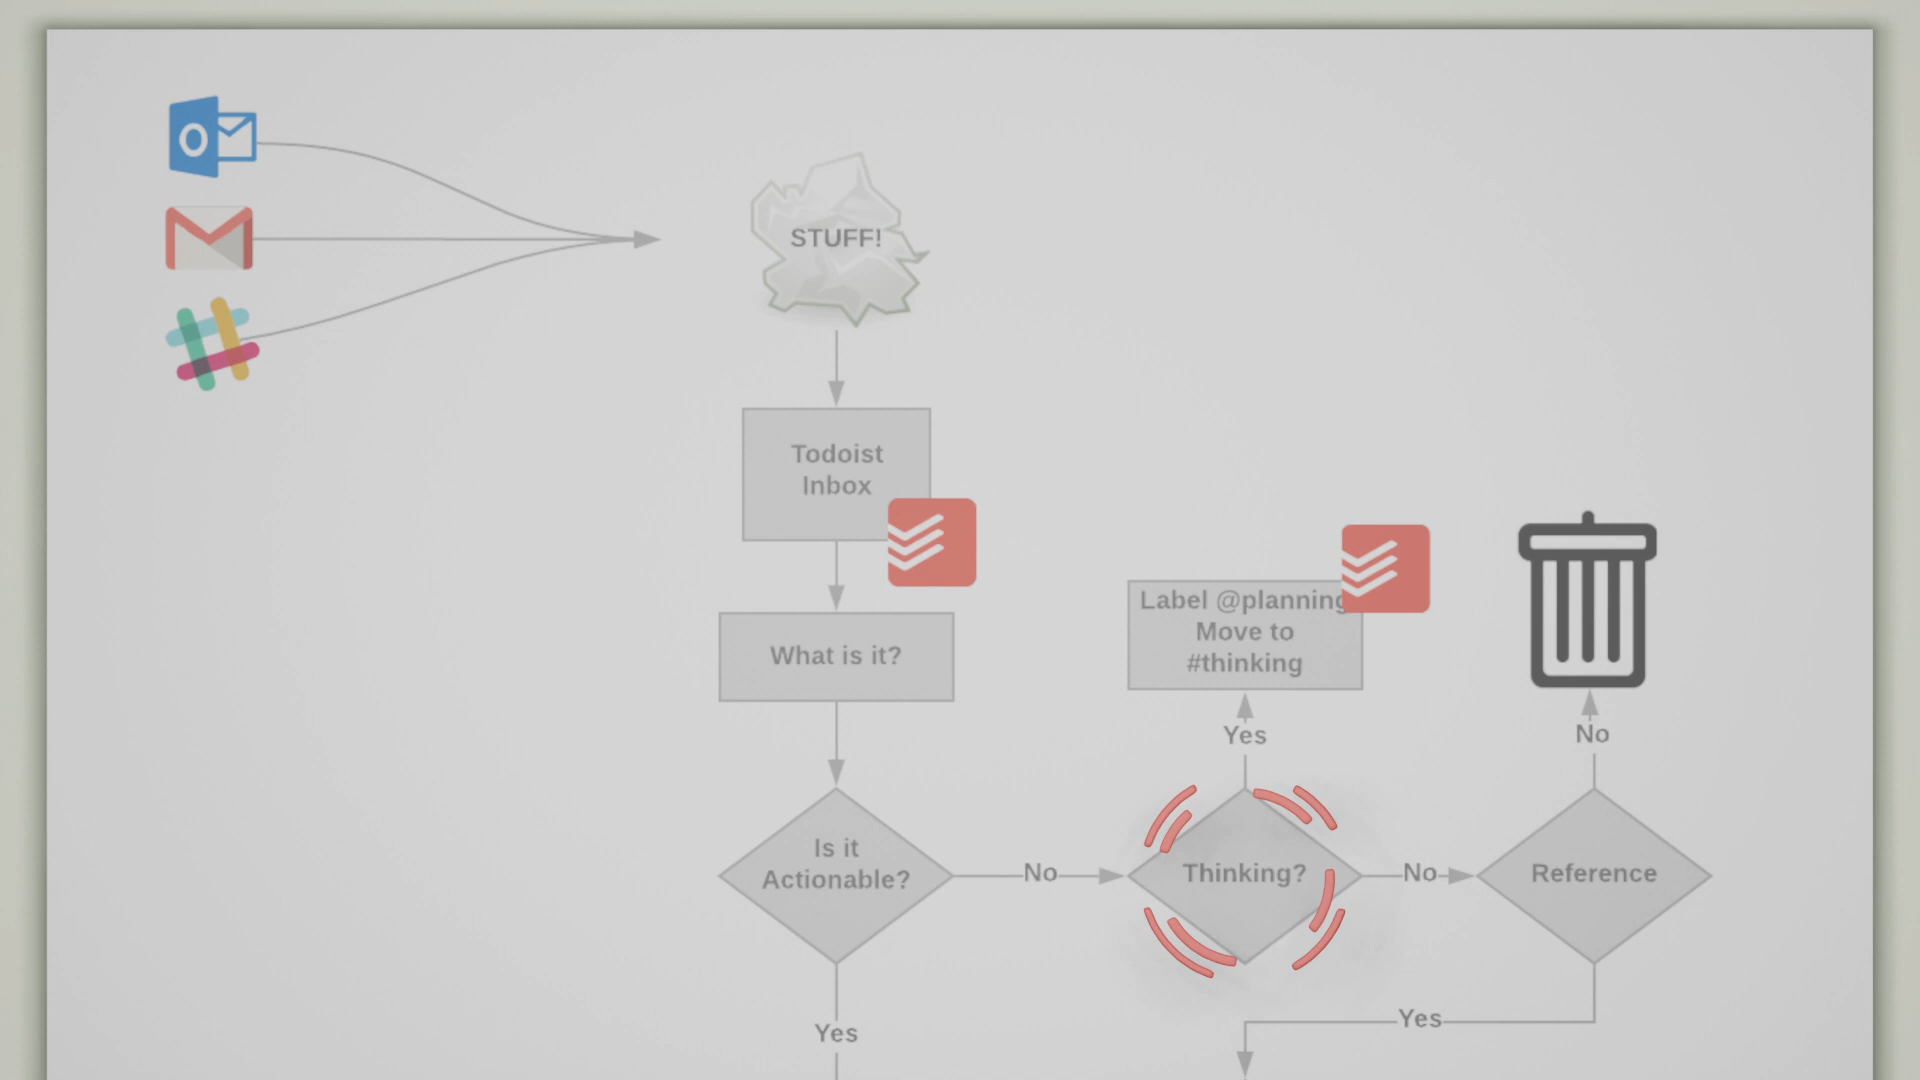 STUFF!
Todoist
Inbox
What is it?
Label @planning
Move to
#thinking
Yes
No
Is it
Actionable?
No
Thinking?
No
Reference
Yes
Yes